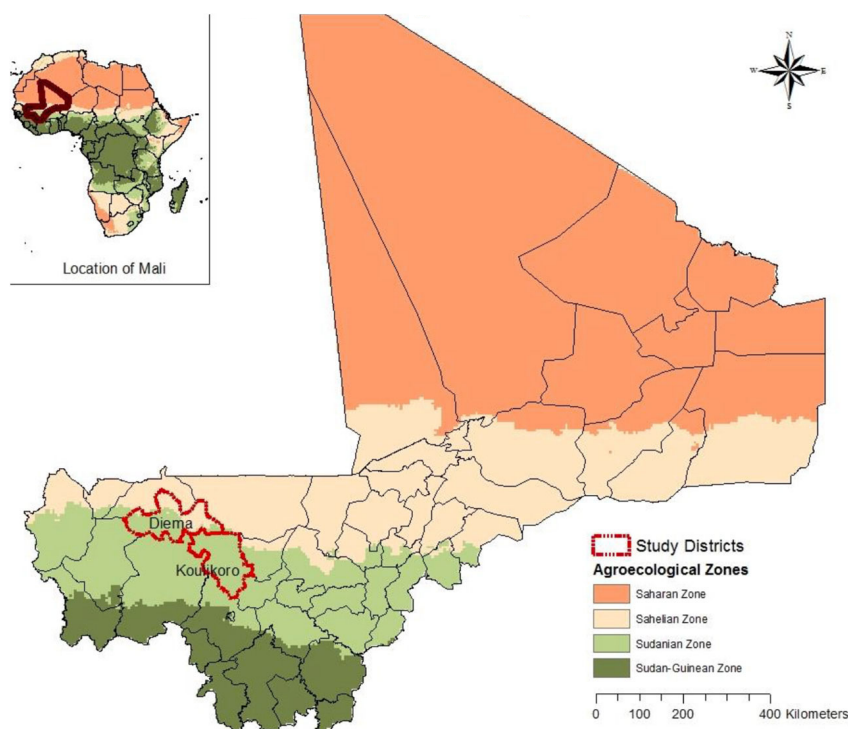 N
W E
S
Location of Mali
Diema
Koulikoro
Study Districts
Agroecological Zones
Saharan Zone
Sahelian Zone
Sudanian Zone
Sudan-Guinean Zone
0 100 200 400 Kilometers